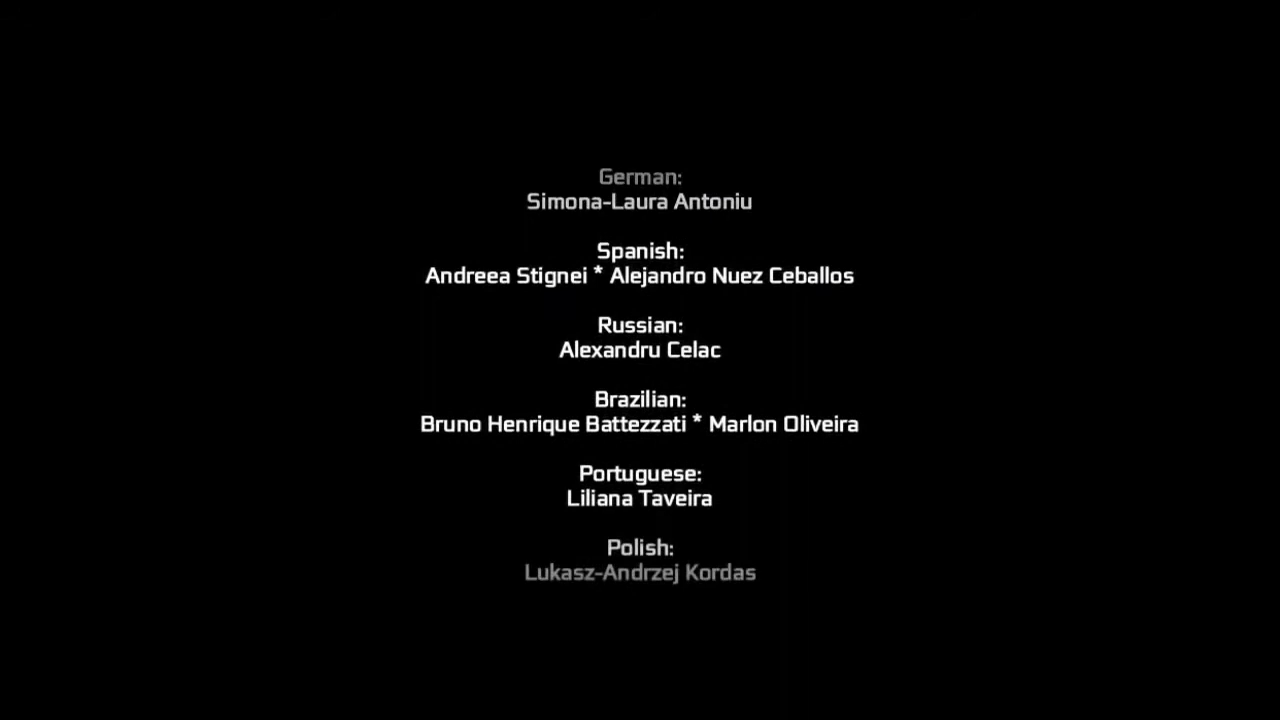 German:
Simona-Laura Antoniu
Spanish:
Andreea Stignei * Alejandro Nuez Ceballos
Russian:
Alexandru Celac
Brazilian:
Bruno Henrique Battezzati * Marlon Oliveira
Portuguese:
Liliana Taveira
Polish:
Lukasz-Andrzej Kordas